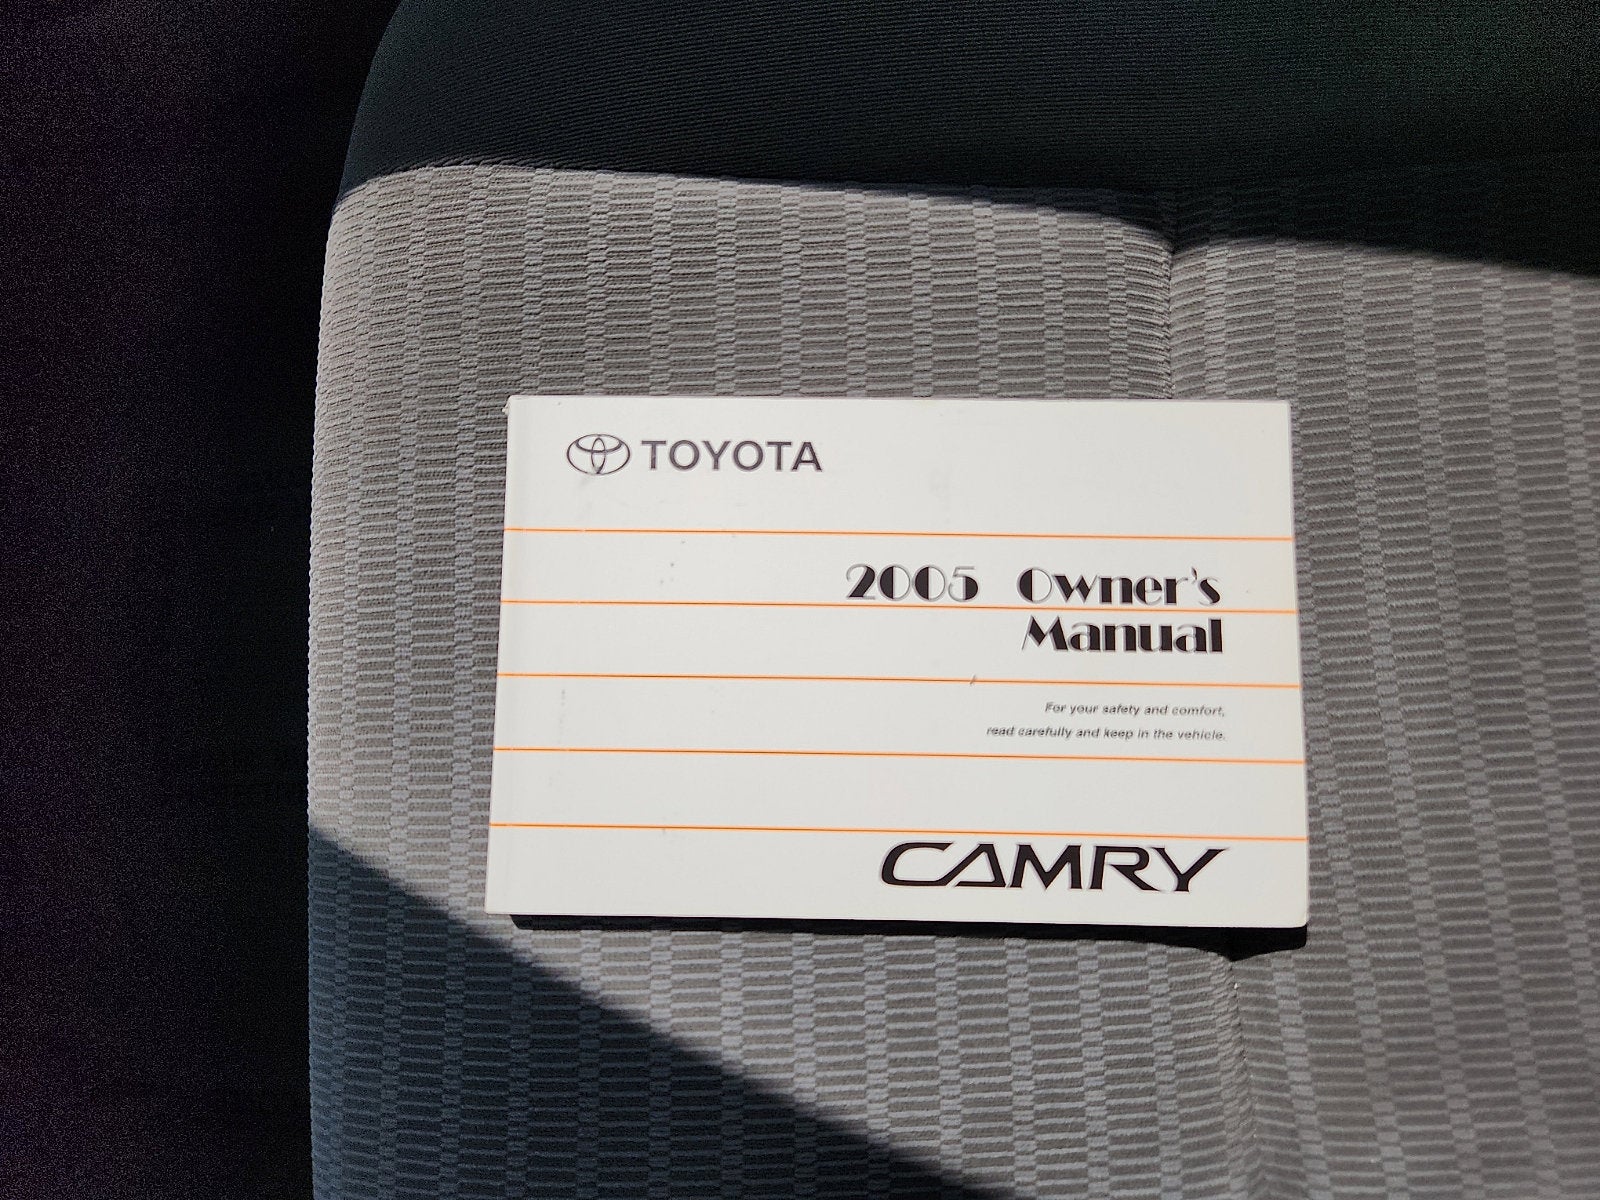 TOYOTA
2005 Owner's
Manual
For your safety and comfort,
read carefully and keep in the vehicle.
CAMRY